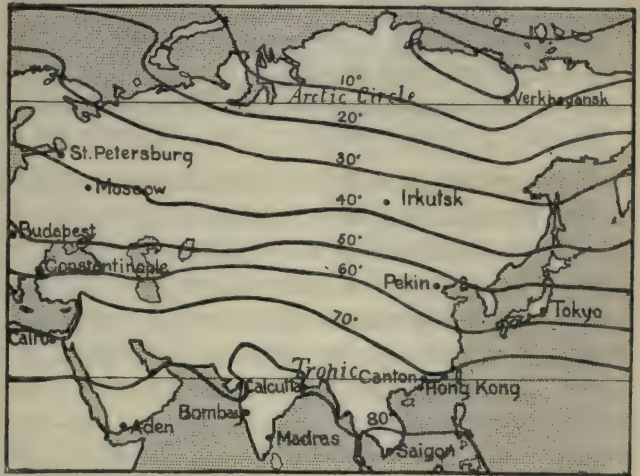 0°
10°
Arctic Circle
Verkhoyansk
20°
St. Petersburg
30°
Moscow
40°
Irkutsk
Budapest
50°
Constantinople
60°
Pekin
70°
Tokyo
Cairo
Tropic
Canton
Calcutta
Hong Kong
Bombay
80°
Aden
Madras
Saigon